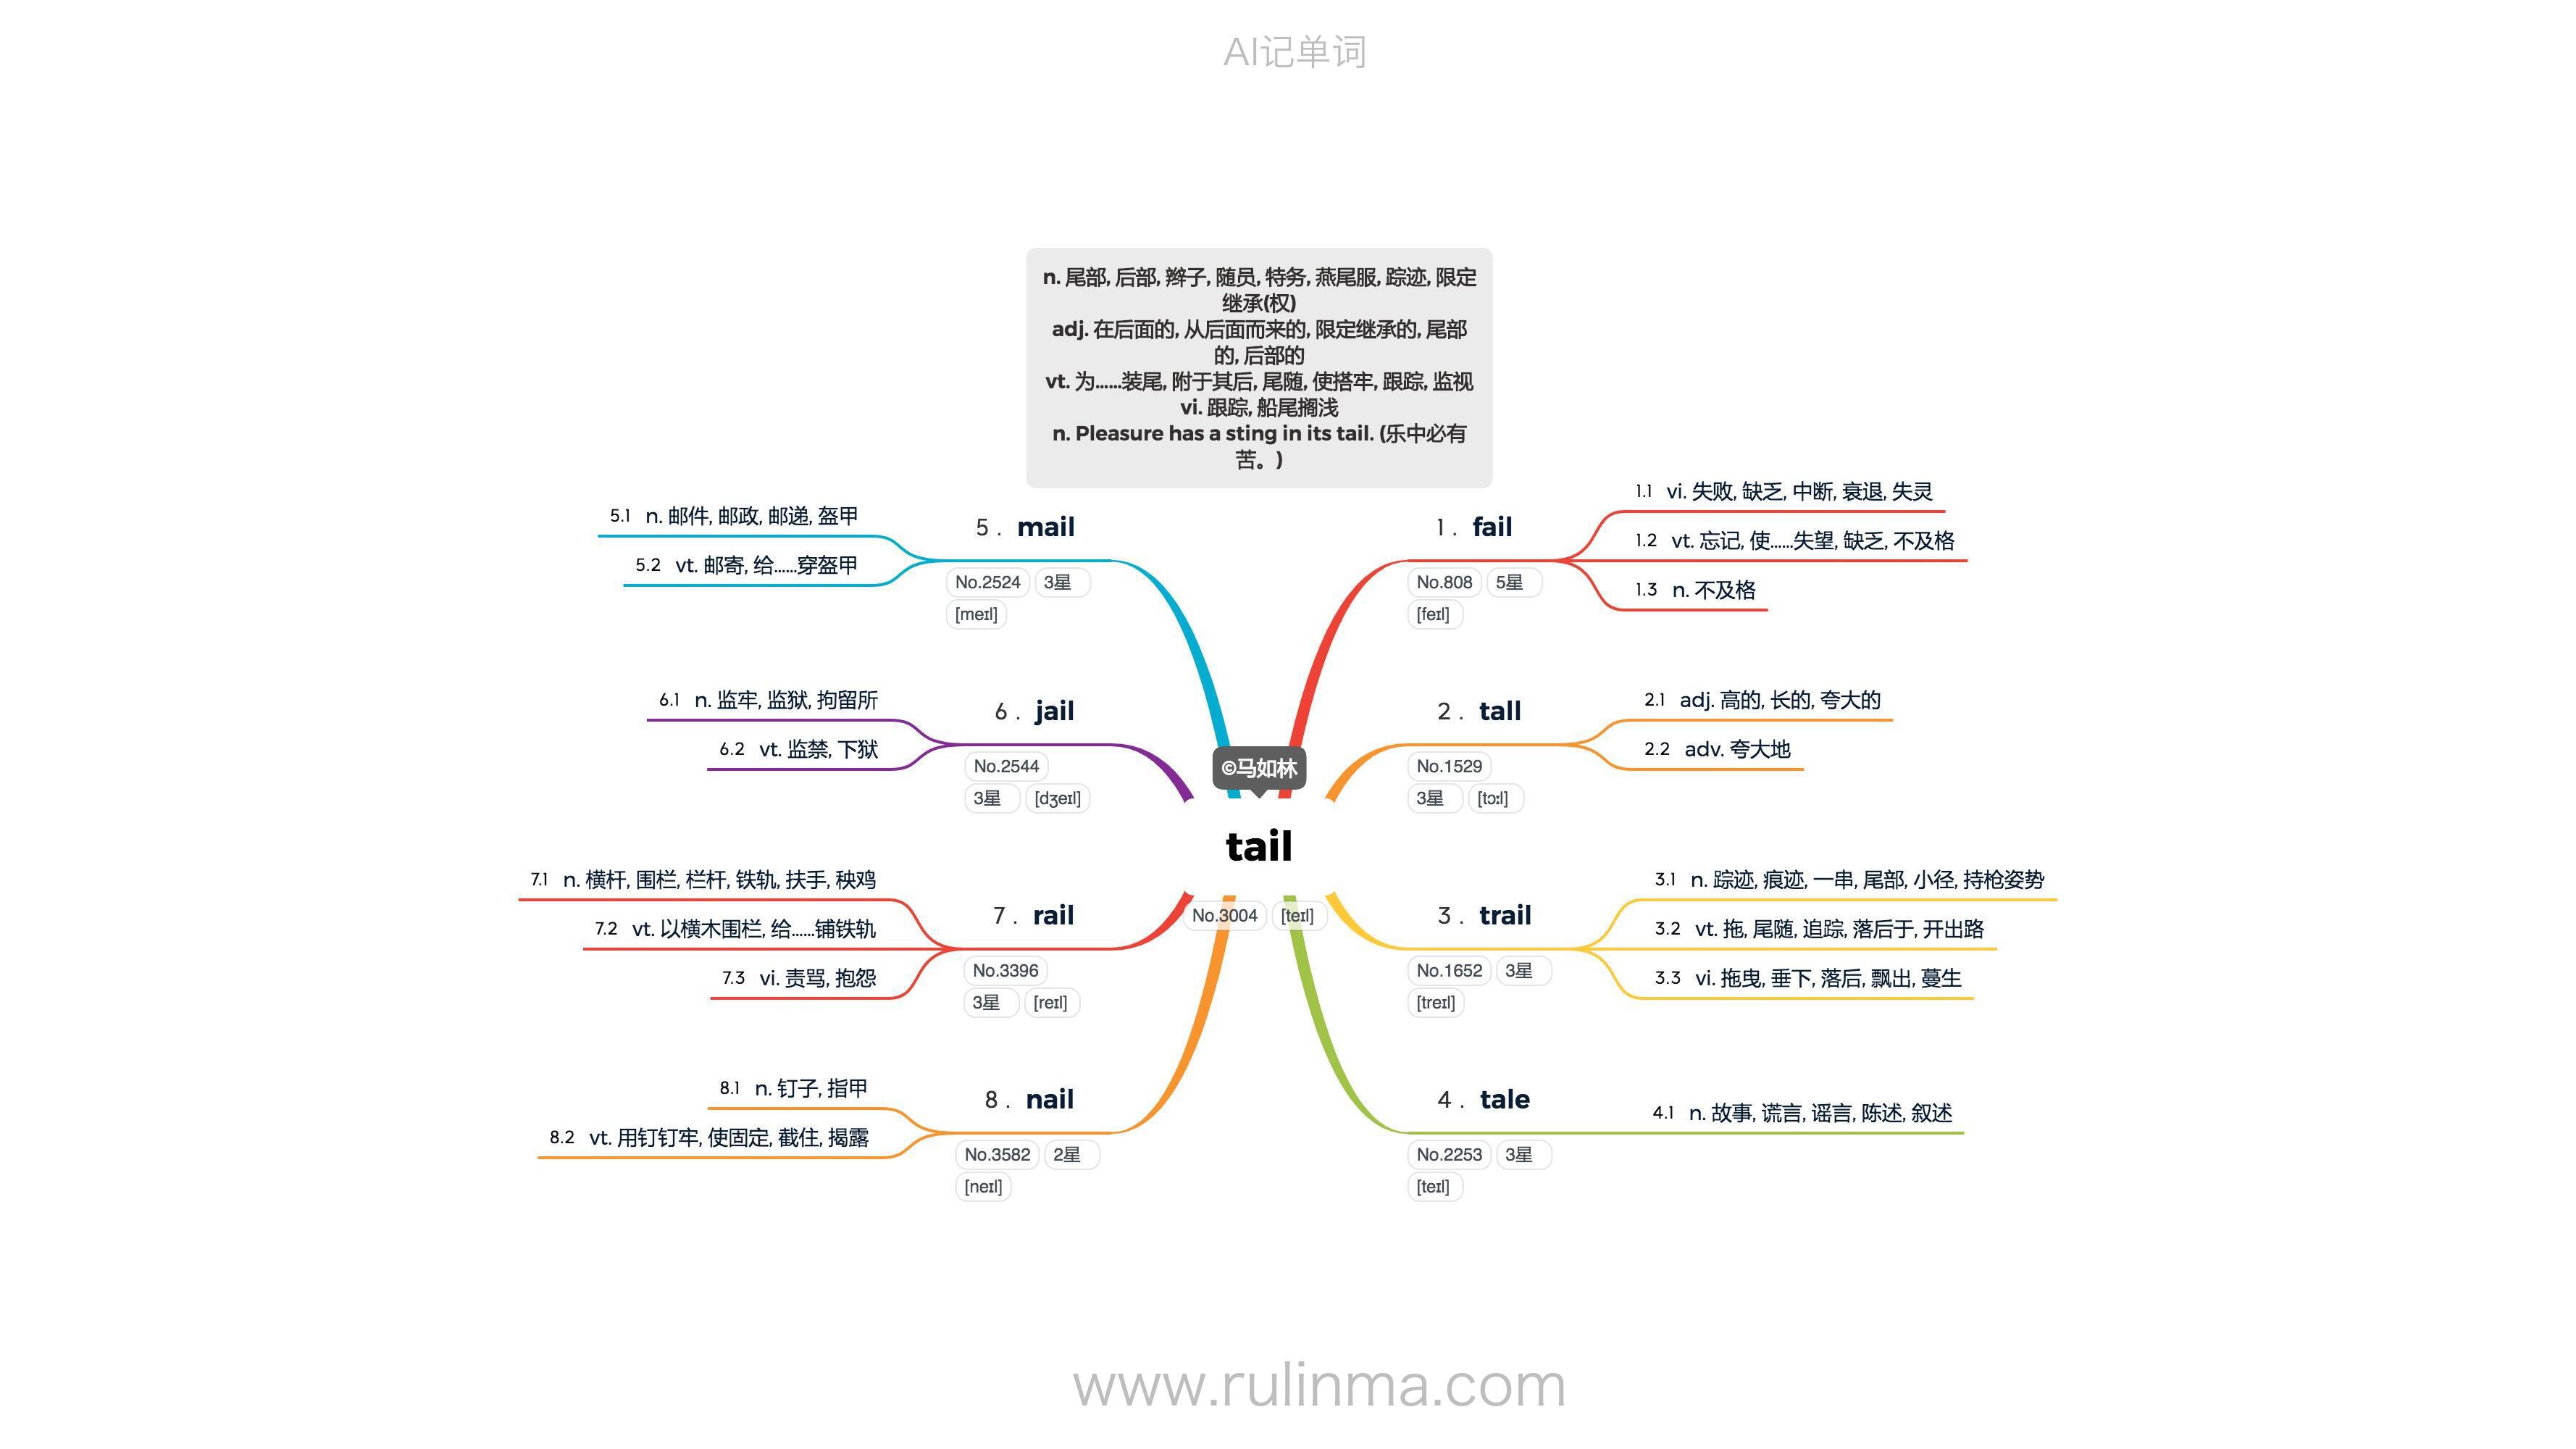 AI记单词
n. 尾部, 后部, 辫子, 随员, 特务, 燕尾服, 踪迹, 限定
继承(权)
adj. 在后面的, 从后面而来的, 限定继承的, 尾部
的, 后部的
vt. 为......装尾, 附于其后, 尾随, 使搭牢, 跟踪, 监视
vi. 跟踪, 船尾搁浅
n. Pleasure has a sting in its tail. (乐中必有
苦。)
©马如林
tail
No.3004 [teɪl]
1 . fail
No.808 5星
[feɪl]
1.1 vi. 失败, 缺乏, 中断, 衰退, 失灵
1.2 vt. 忘记, 使......失望, 缺乏, 不及格
1.3 n. 不及格
2 . tall
No.1529
3星 [tɔːl]
2.1 adj. 高的, 长的, 夸大的
2.2 adv. 夸大地
3 . trail
No.1652 3星
[treɪl]
3.1 n. 踪迹, 痕迹, 一串, 尾部, 小径, 持枪姿势
3.2 vt. 拖, 尾随, 追踪, 落后于, 开出路
3.3 vi. 拖曳, 垂下, 落后, 飘出, 蔓生
4 . tale
No.2253 3星
[teɪl]
4.1 n. 故事, 谎言, 谣言, 陈述, 叙述
5 . mail
No.2524 3星
[meɪl]
5.1 n. 邮件, 邮政, 邮递, 盔甲
5.2 vt. 邮寄, 给......穿盔甲
6 . jail
No.2544
3星 [dʒeɪl]
6.1 n. 监牢, 监狱, 拘留所
6.2 vt. 监禁, 下狱
7 . rail
No.3396
3星 [reɪl]
7.1 n. 横杆, 围栏, 栏杆, 铁轨, 扶手, 秧鸡
7.2 vt. 以横木围栏, 给......铺铁轨
7.3 vi. 责骂, 抱怨
8 . nail
No.3582 2星
[neɪl]
8.1 n. 钉子, 指甲
8.2 vt. 用钉钉牢, 使固定, 截住, 揭露
www.rulinma.com